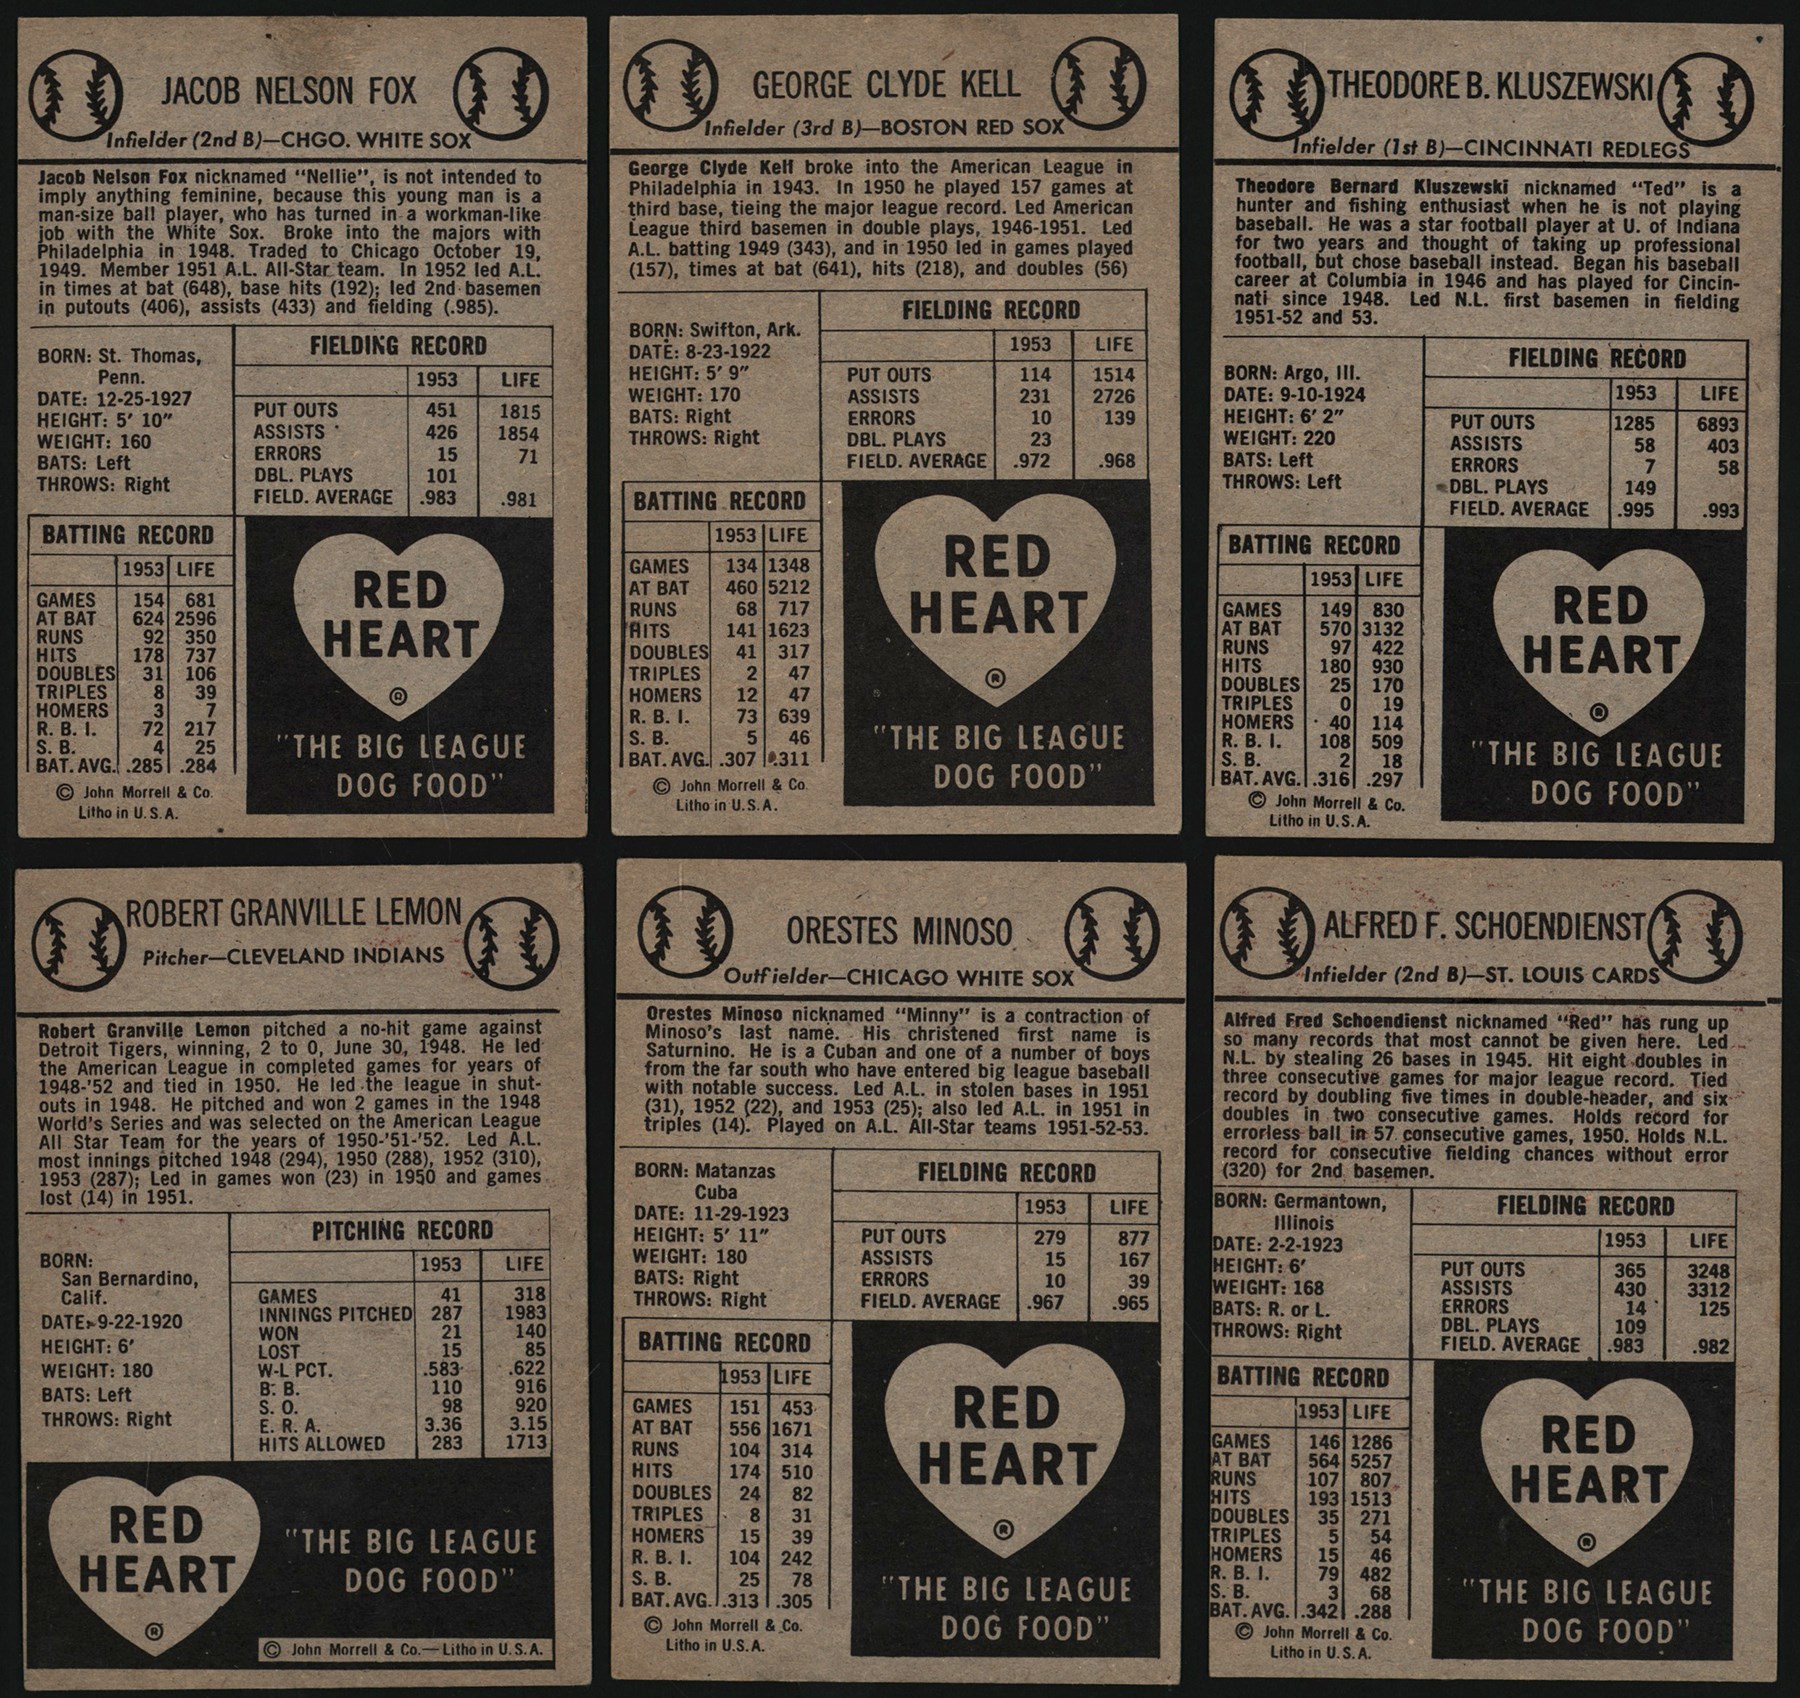 JACOB NELSON FOX
Infielder (2nd B)—CHGO. WHITE SOX
Jacob Nelson Fox nicknamed "Nellie", is not intended to
imply anything feminine, because this young man is a
man-size ball player, who has turned in a workman-like
job with the White Sox. Broke into the majors with
Philadelphia in 1948. Traded to Chicago October 19,
1949. Member 1951 A.L. All-Star team. In 1952 led A.L.
in times at bat (648), base hits (192); led 2nd basemen
in putouts (406), assists (433) and fielding (.985).
BORN: St. Thomas,
Penn.
DATE: 12-25-1927
HEIGHT: 5' 10"
WEIGHT: 160
BATS: Left
THROWS: Right
FIELDING RECORD
1953 LIFE
PUT OUTS 451 1815
ASSISTS 426 1854
ERRORS 15 71
DBL. PLAYS 101
FIELD. AVERAGE .983 .981
BATTING RECORD
1953 LIFE
GAMES 154 681
AT BAT 624 2596
RUNS 92 350
HITS 178 737
DOUBLES 31 106
TRIPLES 8 39
HOMERS 3 7
R. B. I. 72 217
S. B. 4 25
BAT. AVG. .285 .284
© John Morrell & Co.
Litho in U.S.A.
RED
HEART
®
"THE BIG LEAGUE
DOG FOOD"
GEORGE CLYDE KELL
Infielder (3rd B)—BOSTON RED SOX
George Clyde Kell broke into the American League in
Philadelphia in 1943. In 1950 he played 157 games at
third base, tieing the major league record. Led American
League third basemen in double plays, 1946-1951. Led
A.L. batting 1949 (343), and in 1950 led in games played
(157), times at bat (641), hits (218), and doubles (56)
BORN: Swifton, Ark.
DATE: 8-23-1922
HEIGHT: 5' 9"
WEIGHT: 170
BATS: Right
THROWS: Right
FIELDING RECORD
1953 LIFE
PUT OUTS 114 1514
ASSISTS 231 2726
ERRORS 10 139
DBL. PLAYS 23
FIELD. AVERAGE .972 .968
BATTING RECORD
1953 LIFE
GAMES 134 1348
AT BAT 460 5212
RUNS 68 717
HITS 141 1623
DOUBLES 41 317
TRIPLES 2 47
HOMERS 12 47
R. B. I. 73 639
S. B. 5 46
BAT. AVG. .307 .311
© John Morrell & Co.
Litho in U.S.A.
RED
HEART
®
"THE BIG LEAGUE
DOG FOOD"
THEODORE B. KLUSZEWSKI
Infielder (1st B)—CINCINNATI REDLEGS
Theodore Bernard Kluszewski nicknamed "Ted" is a
hunter and fishing enthusiast when he is not playing
baseball. He was a star football player at U. of Indiana
for two years and thought of taking up professional
football, but chose baseball instead. Began his baseball
career at Columbia in 1946 and has played for Cincin-
nati since 1948. Led N.L. first basemen in fielding
1951-52 and 53.
BORN: Argo, Ill.
DATE: 9-10-1924
HEIGHT: 6' 2"
WEIGHT: 220
BATS: Left
THROWS: Left
FIELDING RECORD
1953 LIFE
PUT OUTS 1285 6893
ASSISTS 58 403
ERRORS 7 58
DBL. PLAYS 149
FIELD. AVERAGE .995 .993
BATTING RECORD
1953 LIFE
GAMES 149 830
AT BAT 570 3132
RUNS 97 422
HITS 180 930
DOUBLES 25 170
TRIPLES 0 19
HOMERS 40 114
R. B. I. 108 509
S. B. 2 18
BAT. AVG. .316 .297
© John Morrell & Co.
Litho in U.S.A.
RED
HEART
®
"THE BIG LEAGUE
DOG FOOD"
ROBERT GRANVILLE LEMON
Pitcher—CLEVELAND INDIANS
Robert Granville Lemon pitched a no-hit game against
Detroit Tigers, winning, 2 to 0, June 30, 1948. He led
the American League in completed games for years of
1948-'52 and tied in 1950. He led the league in shut-
outs in 1948. He pitched and won 2 games in the 1948
World's Series and was selected on the American League
All Star Team for the years of 1950-'51-'52. Led A.L.
most innings pitched 1948 (294), 1950 (288), 1952 (310),
1953 (287); Led in games won (23) in 1950 and games
lost (14) in 1951.
BORN:
San Bernardino,
Calif.
DATE: 9-22-1920
HEIGHT: 6'
WEIGHT: 180
BATS: Left
THROWS: Right
PITCHING RECORD
1953 LIFE
GAMES 41 318
INNINGS PITCHED 287 1983
WON 21 140
LOST 15 85
W-L PCT. .583 .622
B. B. 110 916
S. O. 98 920
E. R. A. 3.36 3.15
HITS ALLOWED 283 1713
RED
HEART
®
"THE BIG LEAGUE
DOG FOOD"
© John Morrell & Co.—Litho in U.S.A.
ORESTES MINOSO
Outfielder—CHICAGO WHITE SOX
Orestes Minoso nicknamed "Minny" is a contraction of
Minoso's last name. His christened first name is
Saturnino. He is a Cuban and one of a number of boys
from the far south who have entered big league baseball
with notable success. Led A.L. in stolen bases in 1951
(31), 1952 (22), and 1953 (25); also led A.L. in 1951 in
triples (14). Played on A.L. All-Star teams 1951-52-53.
BORN: Matanzas
Cuba
DATE: 11-29-1923
HEIGHT: 5' 11"
WEIGHT: 180
BATS: Right
THROWS: Right
FIELDING RECORD
1953 LIFE
PUT OUTS 279 877
ASSISTS 15 167
ERRORS 10 39
FIELD. AVERAGE .967 .965
BATTING RECORD
1953 LIFE
GAMES 151 453
AT BAT 556 1671
RUNS 104 314
HITS 174 510
DOUBLES 24 82
TRIPLES 8 31
HOMERS 15 39
R. B. I. 104 242
S. B. 25 78
BAT. AVG. .313 .305
© John Morrell & Co.
Litho in U.S.A.
RED
HEART
®
"THE BIG LEAGUE
DOG FOOD"
ALFRED F. SCHOENDIENST
Infielder (2nd B)—ST. LOUIS CARDS
Alfred Fred Schoendienst nicknamed "Red" has rung up
so many records that most cannot be given here. Led
N.L. by stealing 26 bases in 1945. Hit eight doubles in
three consecutive games for major league record. Tied
record by doubling five times in double-header, and six
doubles in two consecutive games. Holds record for
errorless ball in 57 consecutive games, 1950. Holds N.L.
record for consecutive fielding chances without error
(320) for 2nd basemen.
BORN: Germantown,
Illinois
DATE: 2-2-1923
HEIGHT: 6'
WEIGHT: 168
BATS: R. or L.
THROWS: Right
FIELDING RECORD
1953 LIFE
PUT OUTS 365 3248
ASSISTS 430 3312
ERRORS 14 125
DBL. PLAYS 109
FIELD. AVERAGE .983 .982
BATTING RECORD
1953 LIFE
GAMES 146 1286
AT BAT 564 5257
RUNS 107 807
HITS 193 1513
DOUBLES 35 271
TRIPLES 5 54
HOMERS 15 46
R. B. I. 79 482
S. B. 3 68
BAT. AVG. .342 .288
© John Morrell & Co.
Litho in U.S.A.
RED
HEART
®
"THE BIG LEAGUE
DOG FOOD"